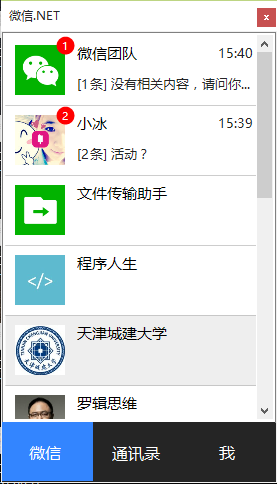 微信.NET
x
1
微信团队
15:40
[1条] 没有相关内容，请问你...
2
小冰
15:39
[2条] 活动？
文件传输助手
</>
程序人生
天津城建大学
罗辑思维
微信
通讯录
我